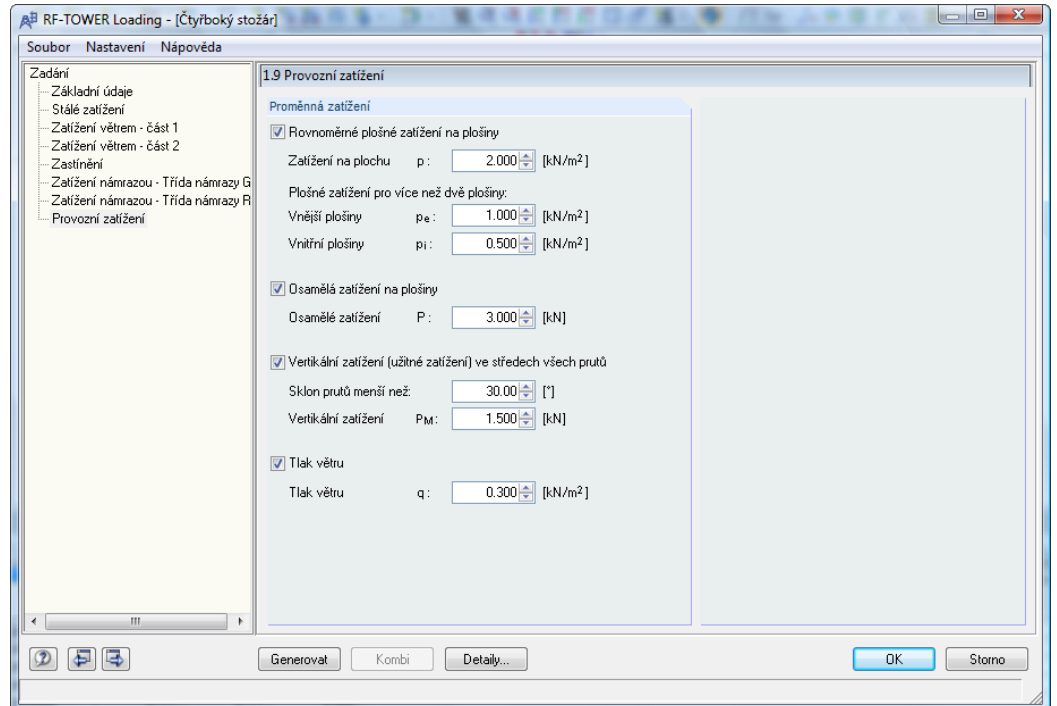 RF-TOWER Loading - [Čtyřboký stožár]
Soubor Nastavení Nápověda
Zadání
Základní údaje
Stálé zatížení
Zatížení větrem - část 1
Zatížení větrem - část 2
Zastínění
Zatížení námrazou - Třída námrazy G
Zatížení námrazou - Třída námrazy R
Provozní zatížení
1.9 Provozní zatížení
Proměnná zatížení
Rovnoměrné plošné zatížení na plošiny
Zatížení na plochu p : 2.000 [kN/m²]
Plošné zatížení pro více než dvě plošiny:
Vnější plošiny pe : 1.000 [kN/m²]
Vnitřní plošiny pi : 0.500 [kN/m²]
Osamělá zatížení na plošiny
Osamělé zatížení P : 3.000 [kN]
Vertikální zatížení (užitné zatížení) ve středech všech prutů
Sklon prutů menší než: 30.00 [°]
Vertikální zatížení PM : 1.500 [kN]
Tlak větru
Tlak větru q : 0.300 [kN/m²]
Generovat Kombi Detaily... OK Storno